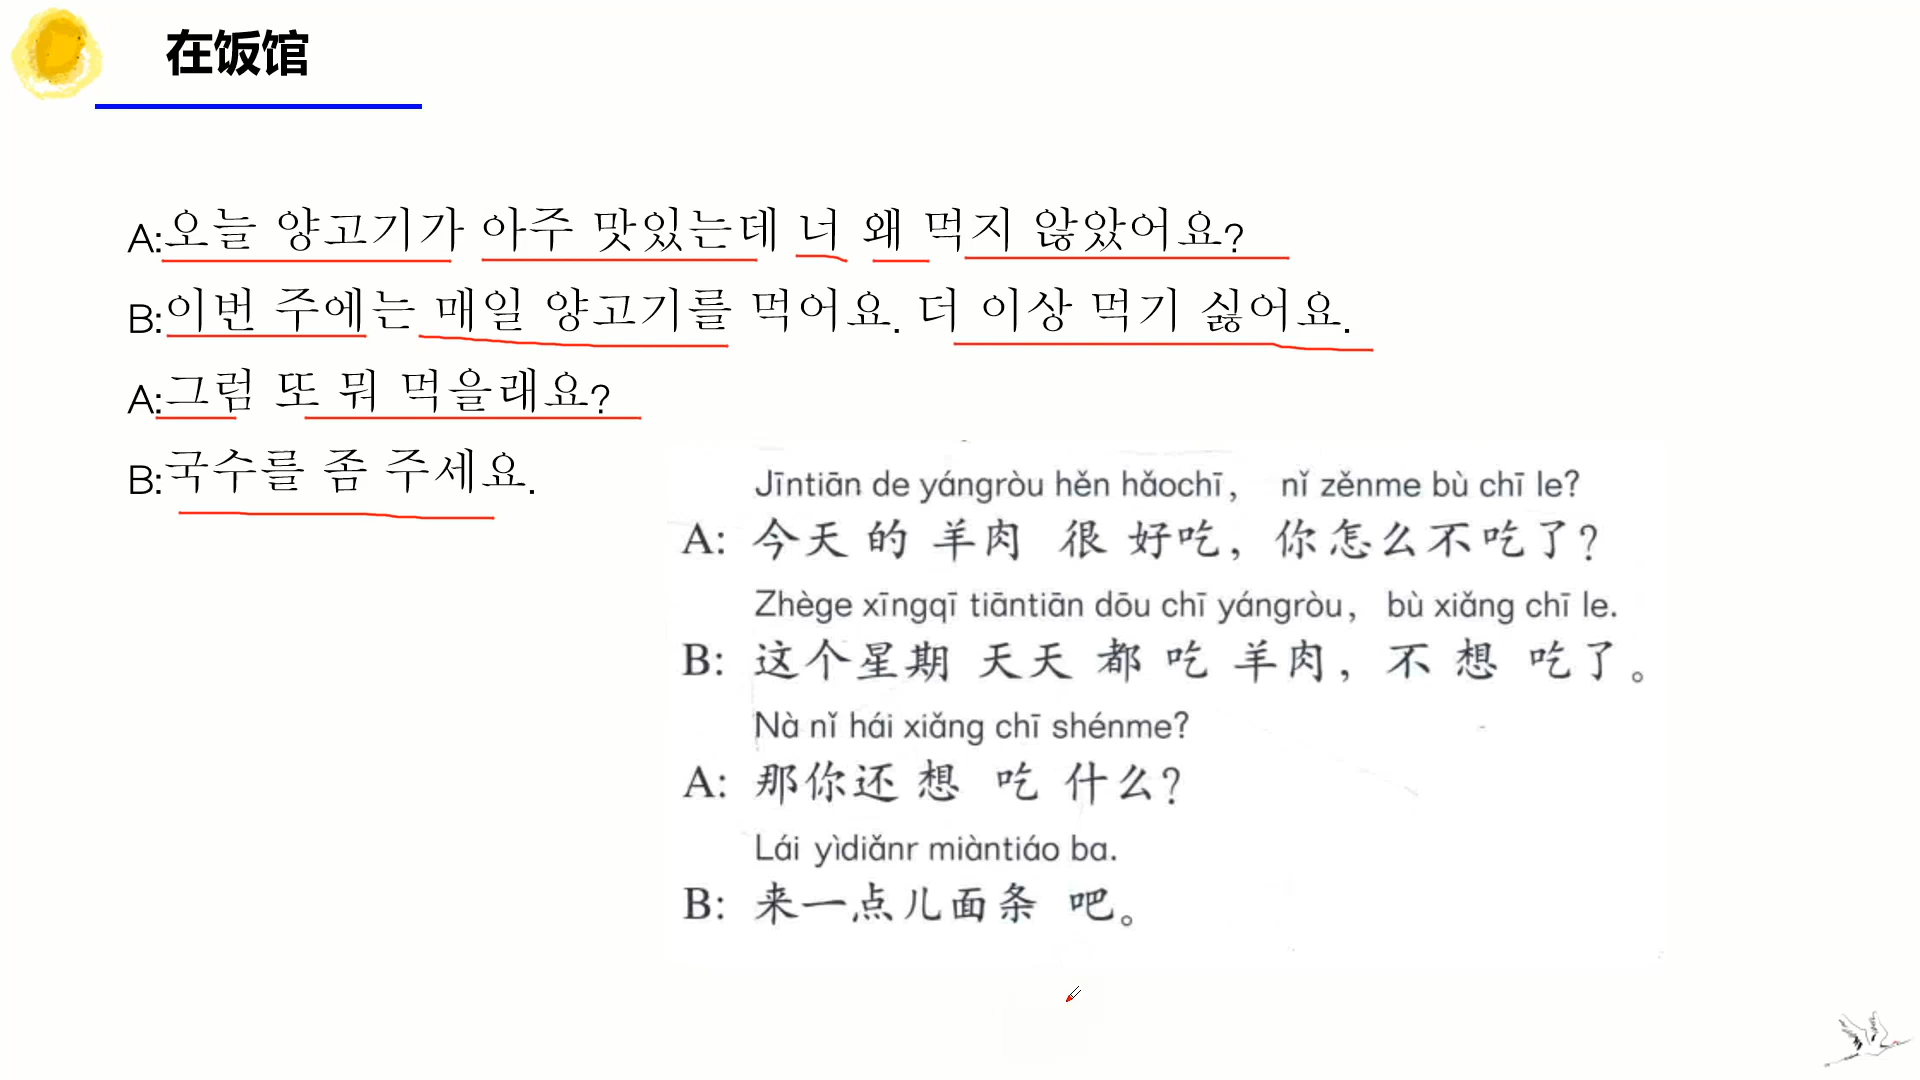 在饭馆
A:오늘 양고기가 아주 맛있는데 너 왜 먹지 않았어요?
B:이번 주에는 매일 양고기를 먹어요. 더 이상 먹기 싫어요.
A:그럼 또 뭐 먹을래요?
B:국수를 좀 주세요.
Jīntiān de yángròu hěn hǎochī, nǐ zěnme bù chī le?
A: 今天的羊肉很好吃，你怎么不吃了？
Zhège xīngqī tiāntiān dōu chī yángròu, bù xiǎng chī le.
B: 这个星期天天都吃羊肉，不想吃了。
Nà nǐ hái xiǎng chī shénme?
A: 那你还想吃什么？
Lái yìdiǎnr miàntiáo ba.
B: 来一点儿面条吧。